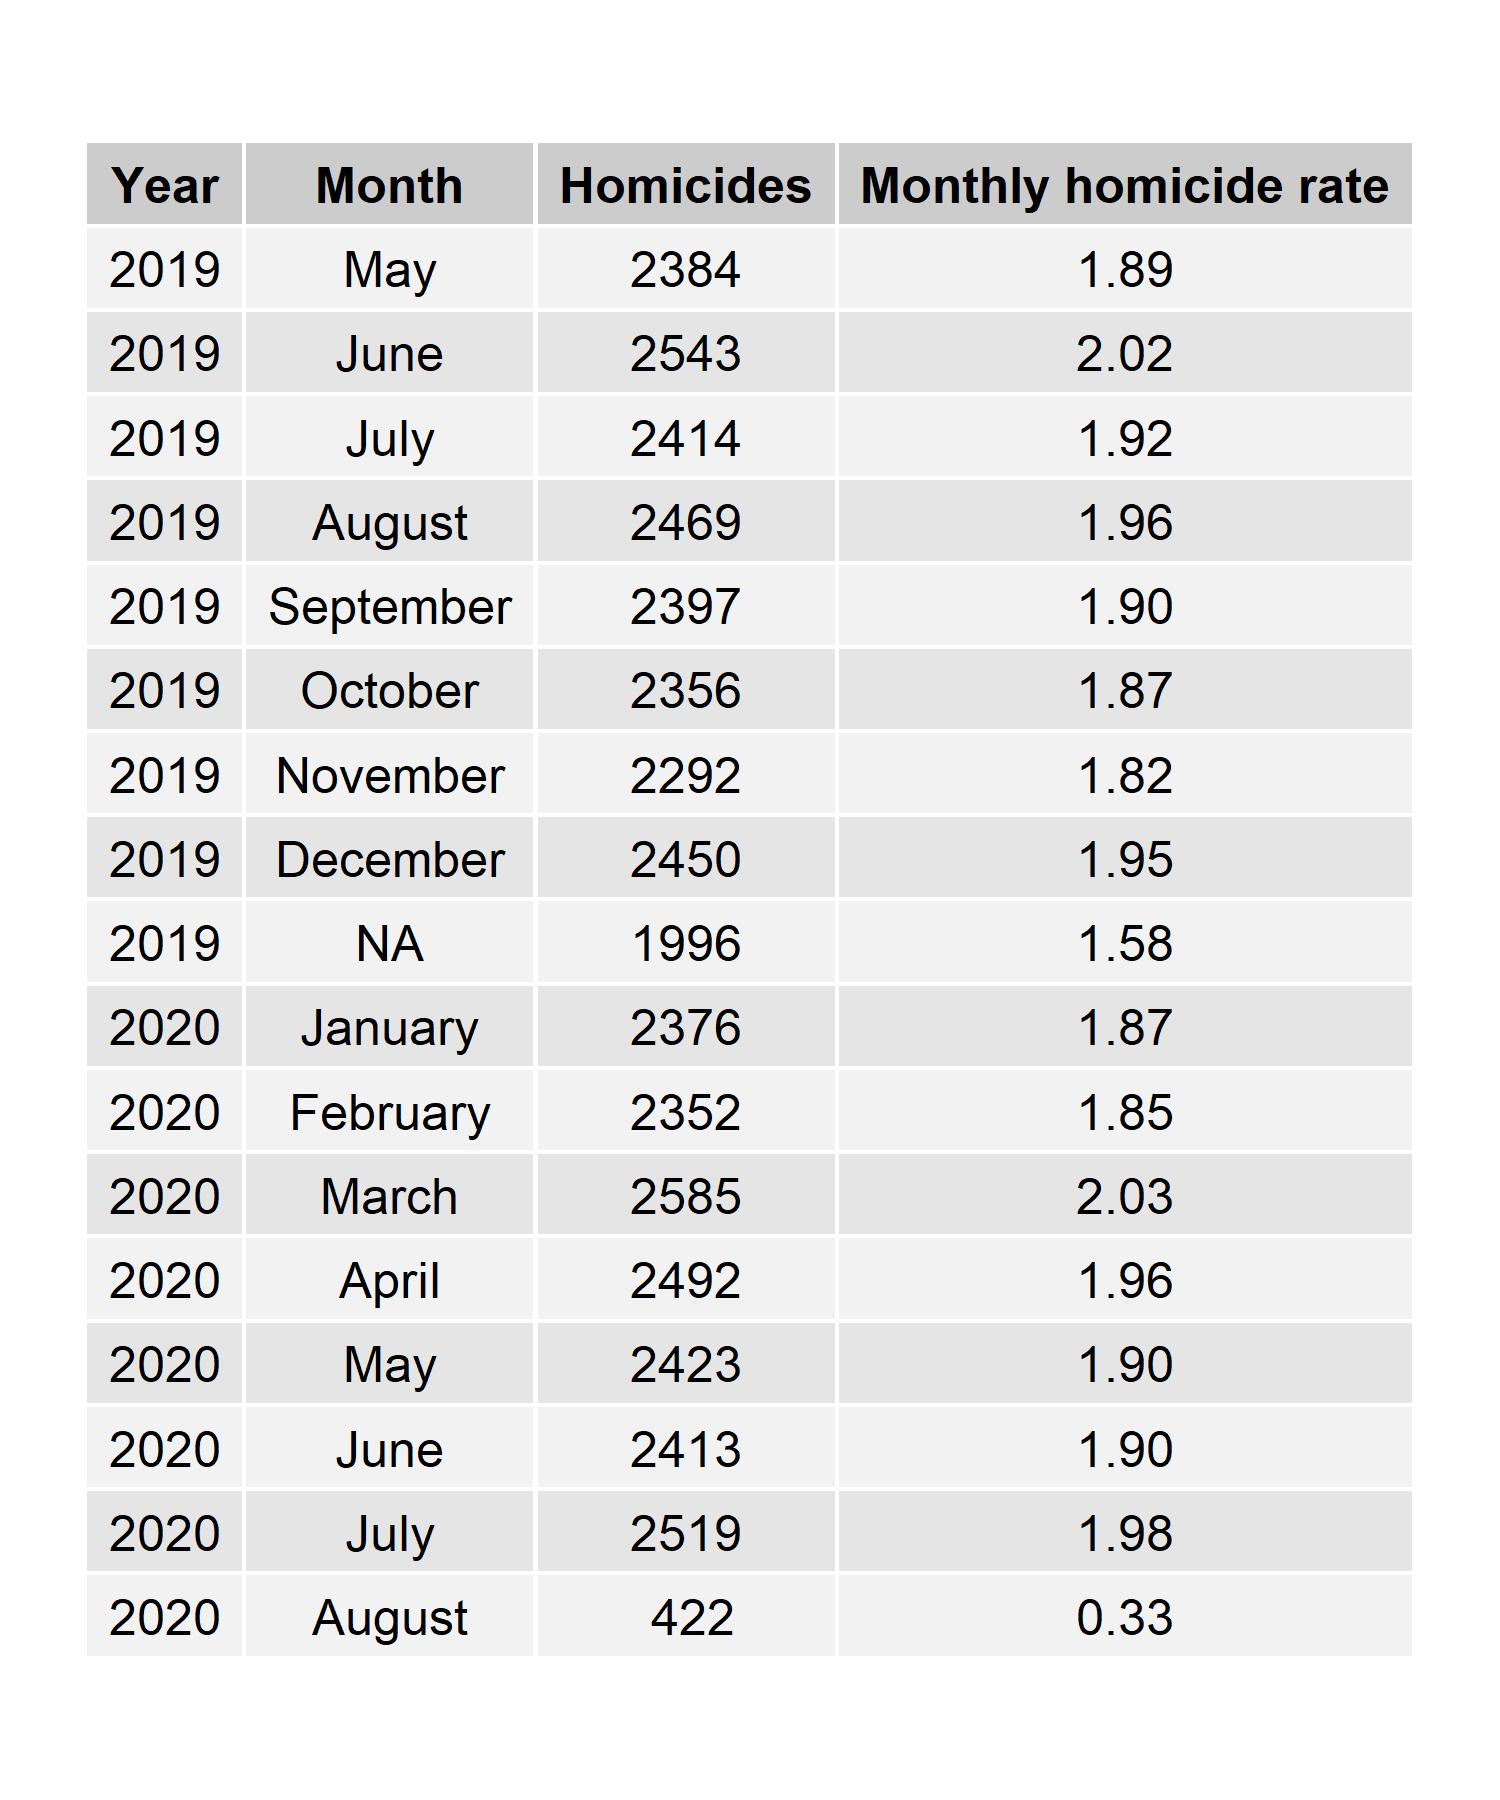 Year Month Homicides Monthly homicide rate
2019 May 2384 1.89
2019 June 2543 2.02
2019 July 2414 1.92
2019 August 2469 1.96
2019 September 2397 1.90
2019 October 2356 1.87
2019 November 2292 1.82
2019 December 2450 1.95
2019 NA 1996 1.58
2020 January 2376 1.87
2020 February 2352 1.85
2020 March 2585 2.03
2020 April 2492 1.96
2020 May 2423 1.90
2020 June 2413 1.90
2020 July 2519 1.98
2020 August 422 0.33